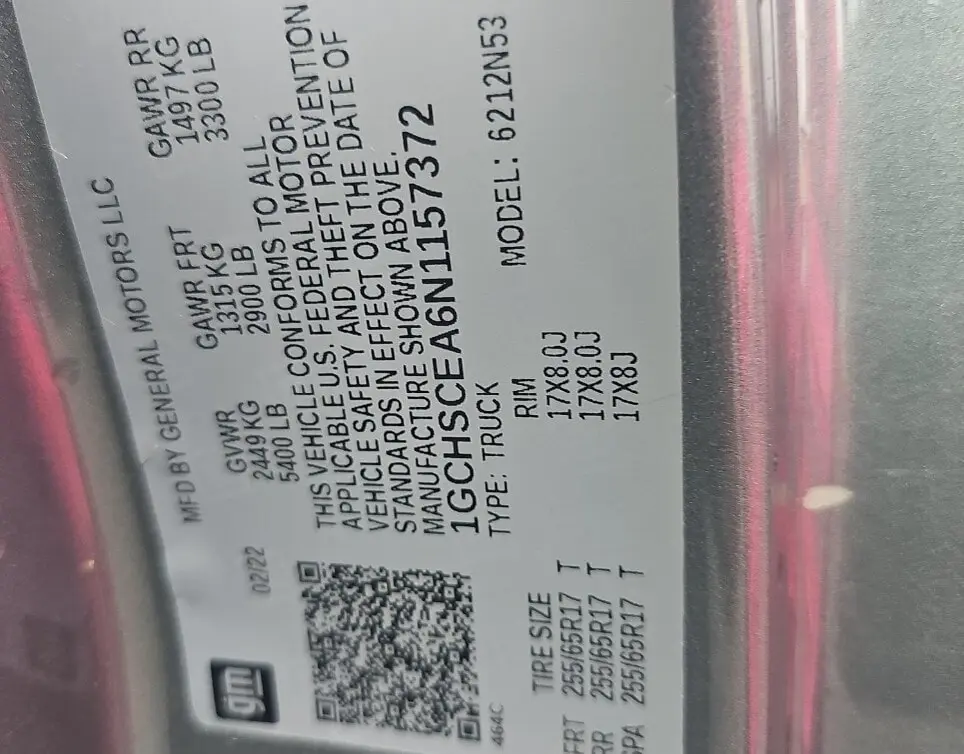 gm
MFD BY GENERAL MOTORS LLC
02/22
GVWR GAWR FRT GAWR RR
2449 KG 1315 KG 1497 KG
5400 LB 2900 LB 3300 LB
THIS VEHICLE CONFORMS TO ALL
APPLICABLE U.S. FEDERAL MOTOR
VEHICLE SAFETY AND THEFT PREVENTION
STANDARDS IN EFFECT ON THE DATE OF
MANUFACTURE SHOWN ABOVE.
1GCHSCEA6N1157372
TYPE: TRUCK MODEL: 6212N53
464C
TIRE SIZE RIM
FRT 255/65R17 T 17X8.0J
RR 255/65R17 T 17X8.0J
SPA 255/65R17 T 17X8J